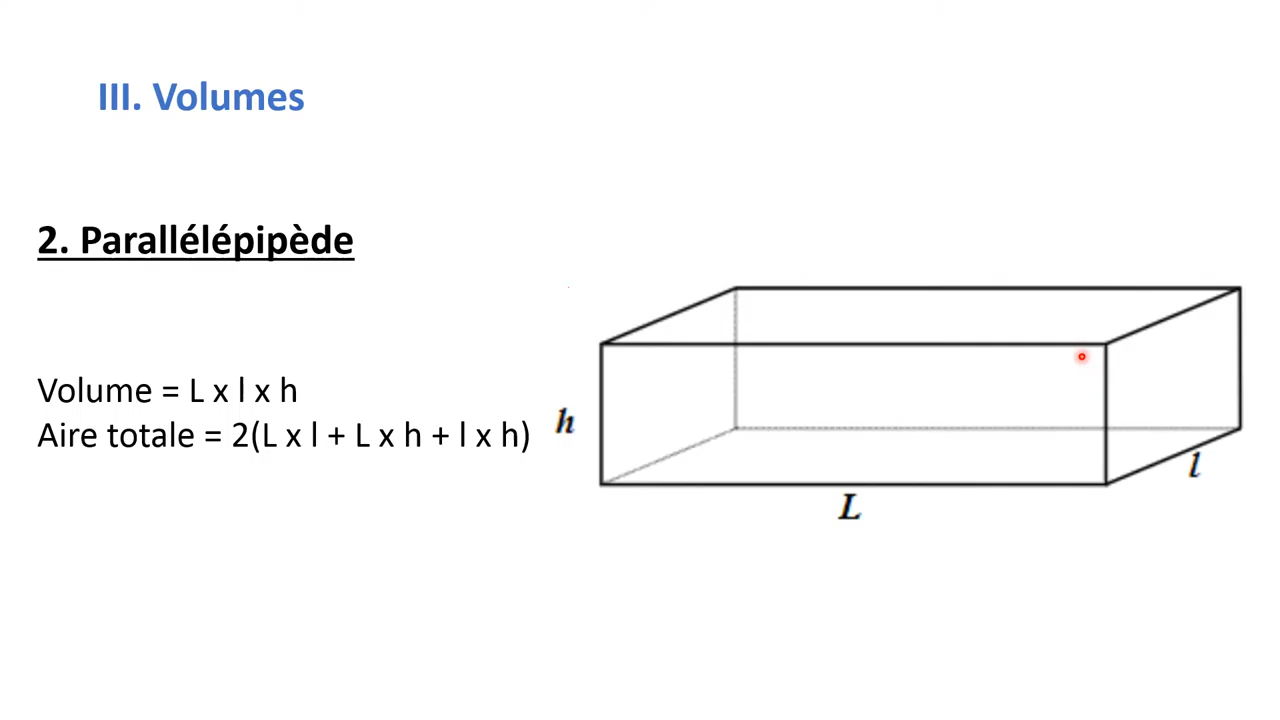 III. Volumes
2. Parallélépipède
Volume = L x l x h
Aire totale = 2(L x l + L x h + l x h)
h
l
L